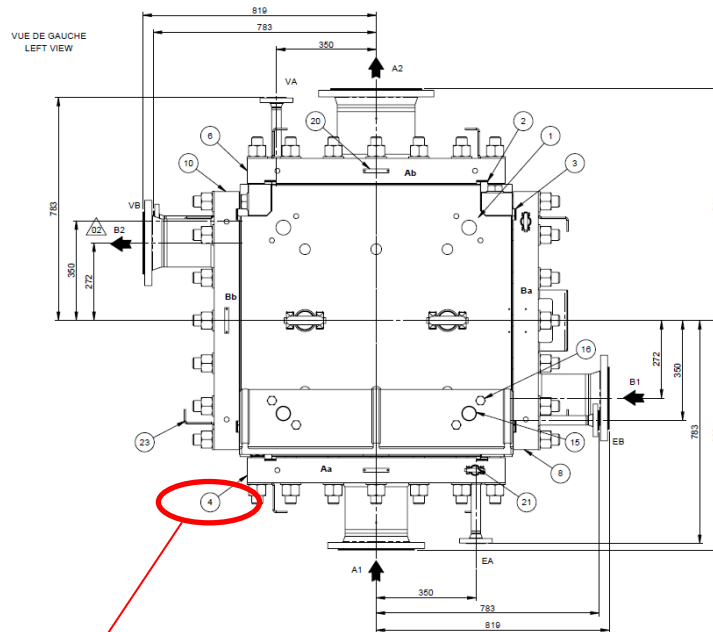 819
783
VUE DE GAUCHE
LEFT VIEW
350
A2
VA
20
2
1
6
3
Ab
10
783
VB
02
B2
350
272
Bb
Ba
16
272
350
B1
783
23
15
EB
Aa
8
4
21
A1
EA
350
783
819